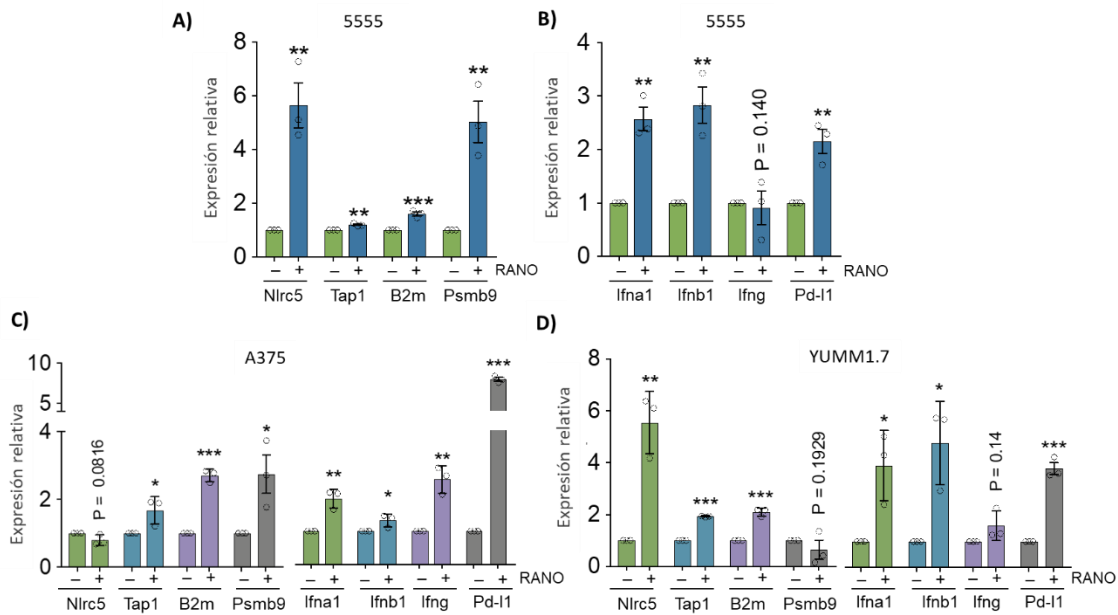 A)
5555
Expresión relativa
8
6
4
2
0
** ** *** **
– + – + – + – + RANO
Nlrc5 Tap1 B2m Psmb9
B)
5555
Expresión relativa
4
3
2
1
0
** ** P = 0.140 **
– + – + – + – + RANO
Ifna1 Ifnb1 Ifng Pd-l1
C)
A375
Expresión relativa
10
5
4
2
0
P = 0.0816 * *** * ** * ** ***
– + – + – + – + – + – + – + – + RANO
Nlrc5 Tap1 B2m Psmb9 Ifna1 Ifnb1 Ifng Pd-l1
D)
YUMM1.7
Expresión relativa
8
6
4
2
0
** *** *** P = 0.1929 * * P = 0.14 ***
– + – + – + – + – + – + – + – + RANO
Nlrc5 Tap1 B2m Psmb9 Ifna1 Ifnb1 Ifng Pd-l1